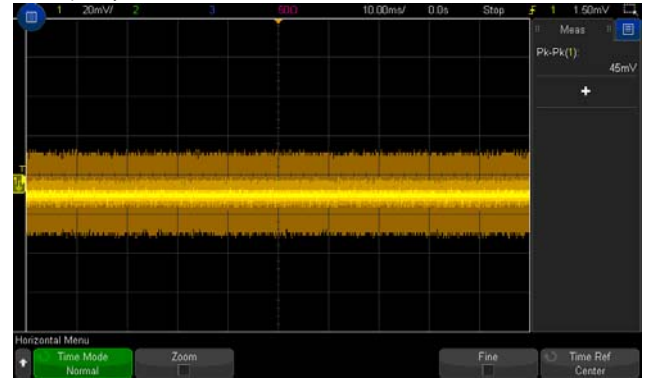 1 20mV/ 2 3 10.00ms/ 0.0s Stop 1 1.50mV
Meas
Pk-Pk(1):
45mV
T
Horizontal Menu
Time Mode
Normal
Zoom
Fine
Time Ref
Center